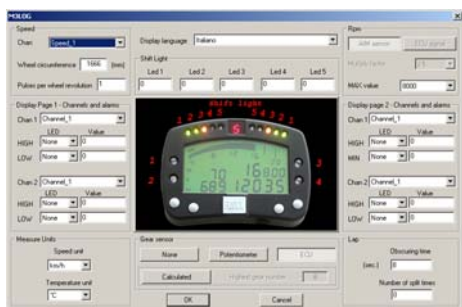 MXLOG
Speed
Chan. Speed_1
Wheel circumference 1666 (mm)
Pulses per wheel revolution 1
Display language Italiano
Shift Light
Led 1 Led 2 Led 3 Led 4 Led 5
0 0 0 0 0
Rpm
AIM sensor ECU signal
Multiply factor / 1
MAX value 8000
Display Page 1 - Channels and alarms
Chan 1 Channel_1
LED Value
HIGH None 0
LOW None 0
Chan 2 Channel_1
LED Value
HIGH None 0
LOW None 0
Shift light
1 2 3 4 5 5 4 3 2 1
1
2
3
4
Display page 2 - Channels and alarms
Chan 1 Channel_1
LED Value
HIGH None 0
MIN None 0
Chan 2 Channel_1
LED Value
HIGH None 0
LOW None 0
Measure Units
Speed unit
km/h
Temperature unit
°C
Gear sensor
None Potentiometer ECU
Calculated Highest gear number 6
Lap
Obscuring time
(sec.) 8
Number of split times
0
OK Cancel